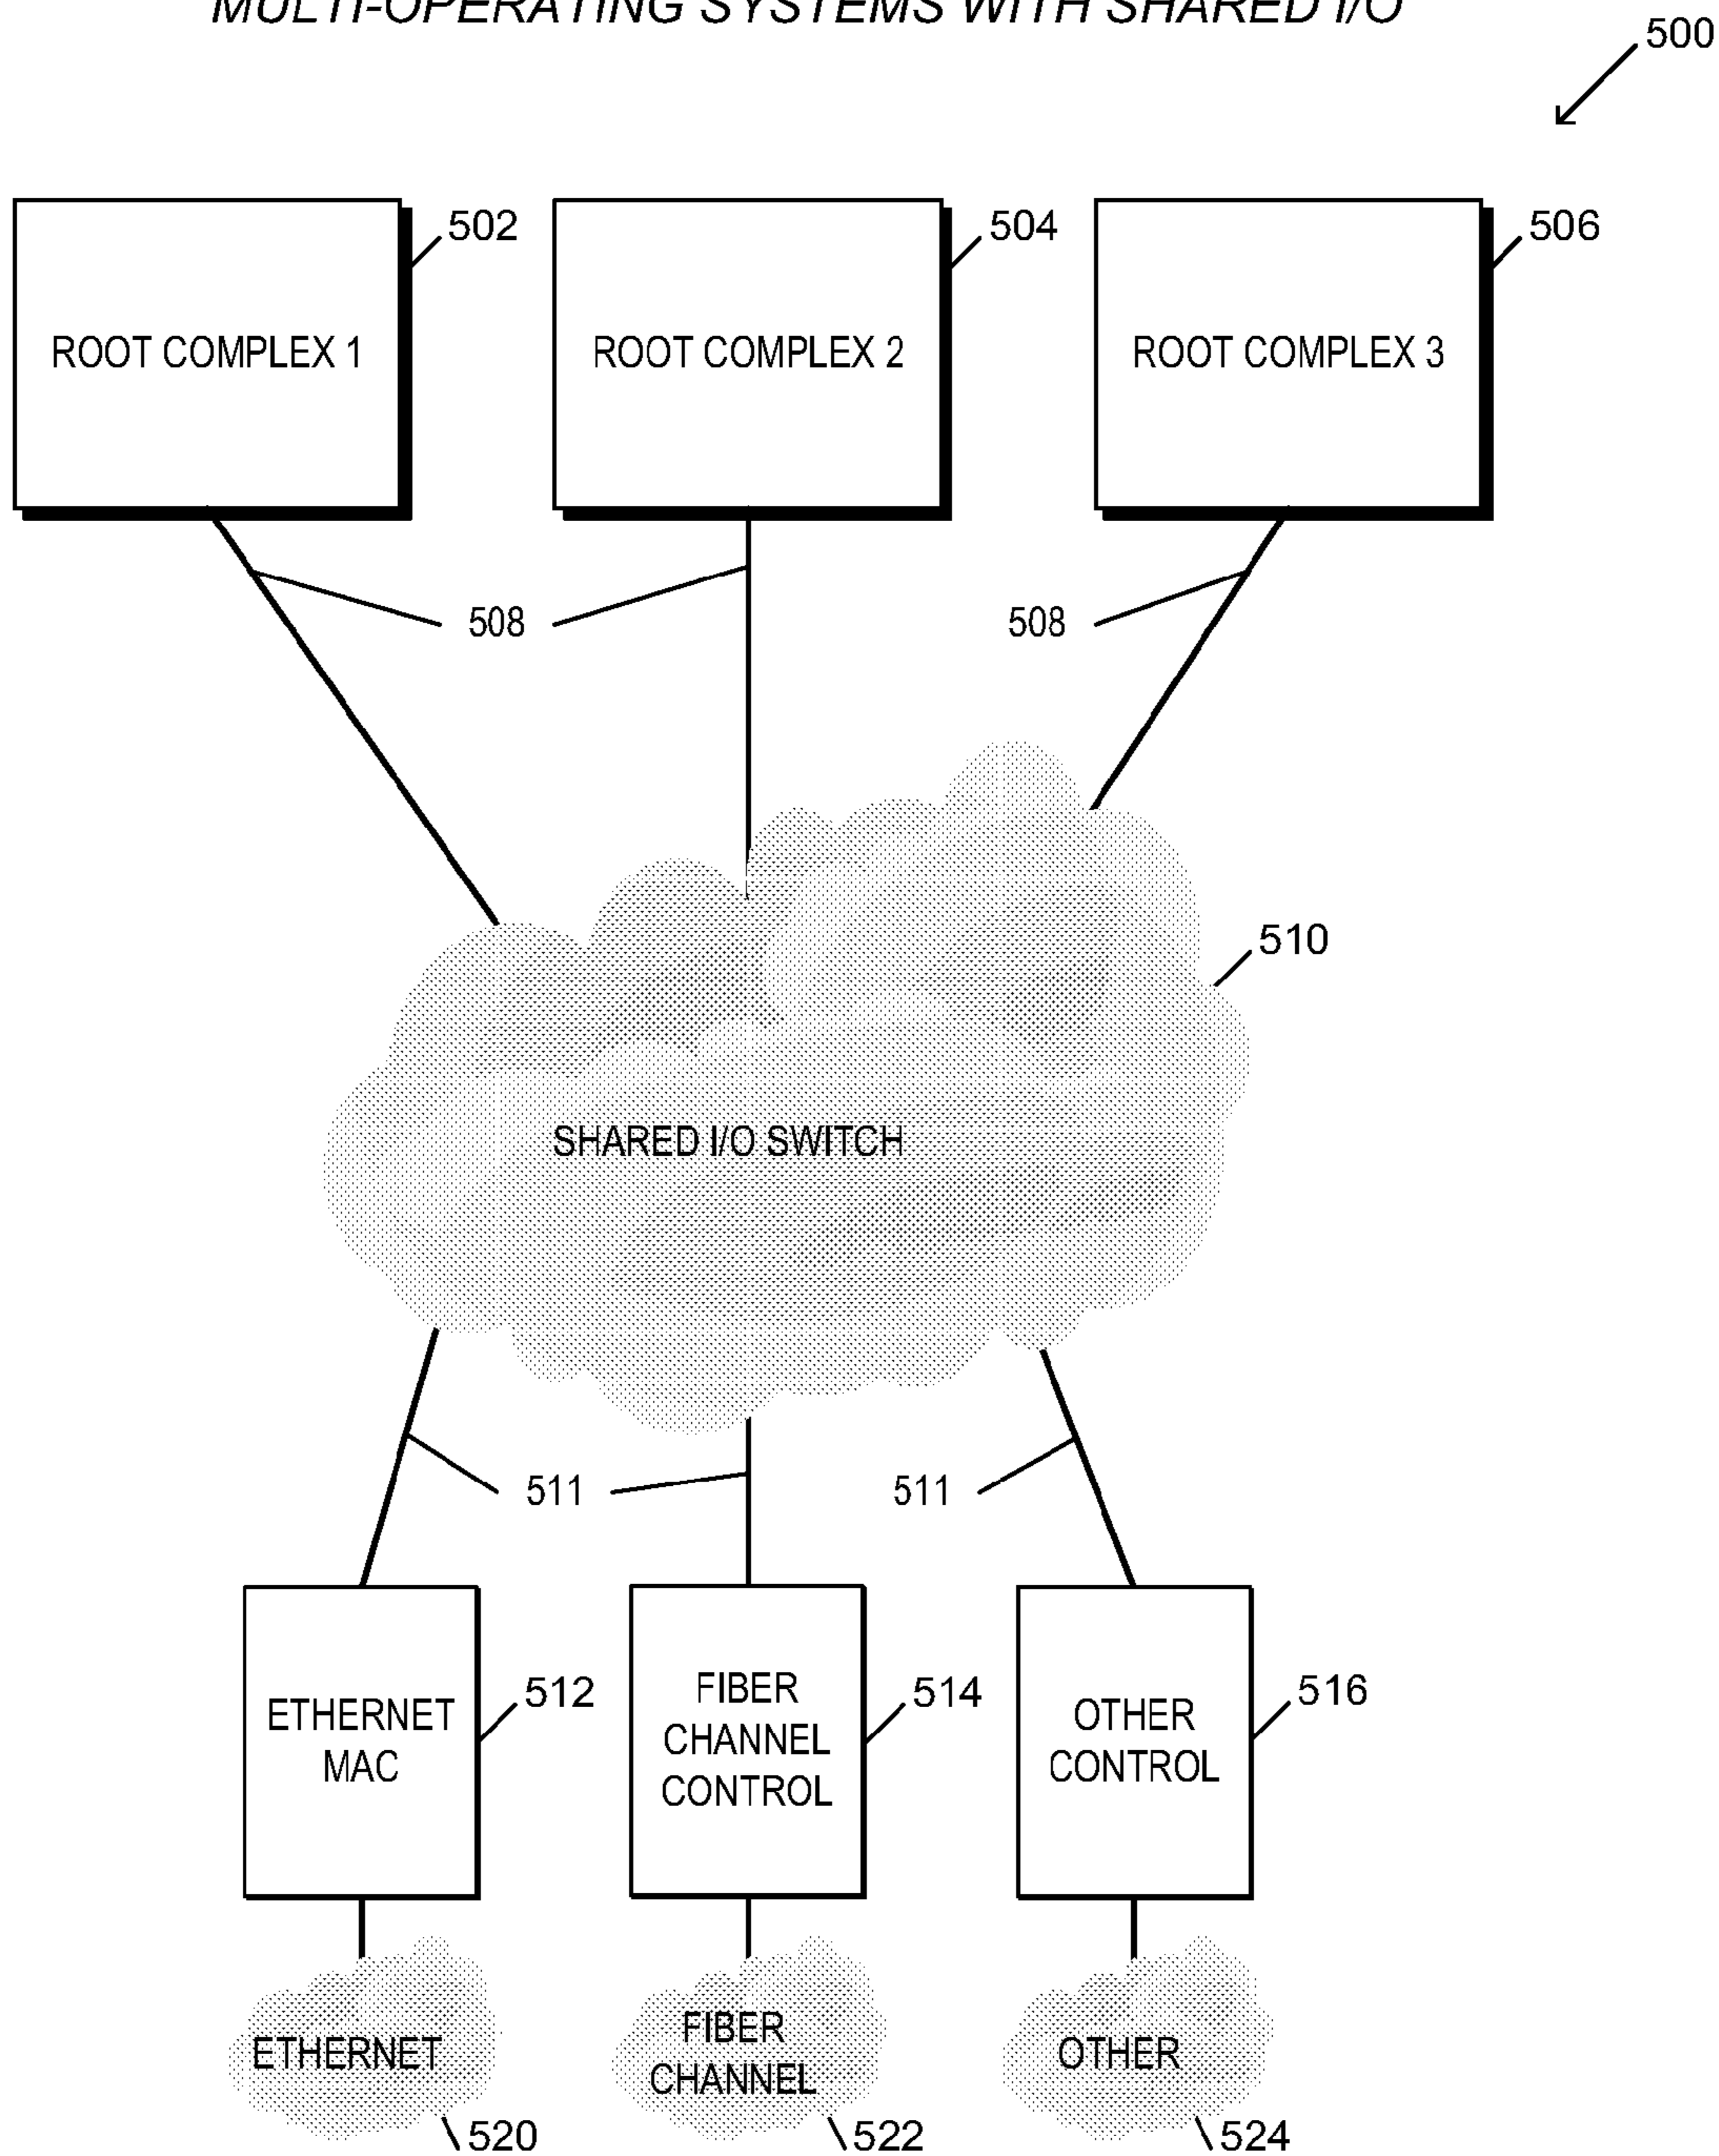 MULTI-OPERATING SYSTEMS WITH SHARED I/O
500
502
504
506
ROOT COMPLEX 1
ROOT COMPLEX 2
ROOT COMPLEX 3
508
508
510
SHARED I/O SWITCH
511
511
512
514
516
ETHERNET
MAC
FIBER
CHANNEL
CONTROL
OTHER
CONTROL
ETHERNET
FIBER
CHANNEL
OTHER
520
522
524